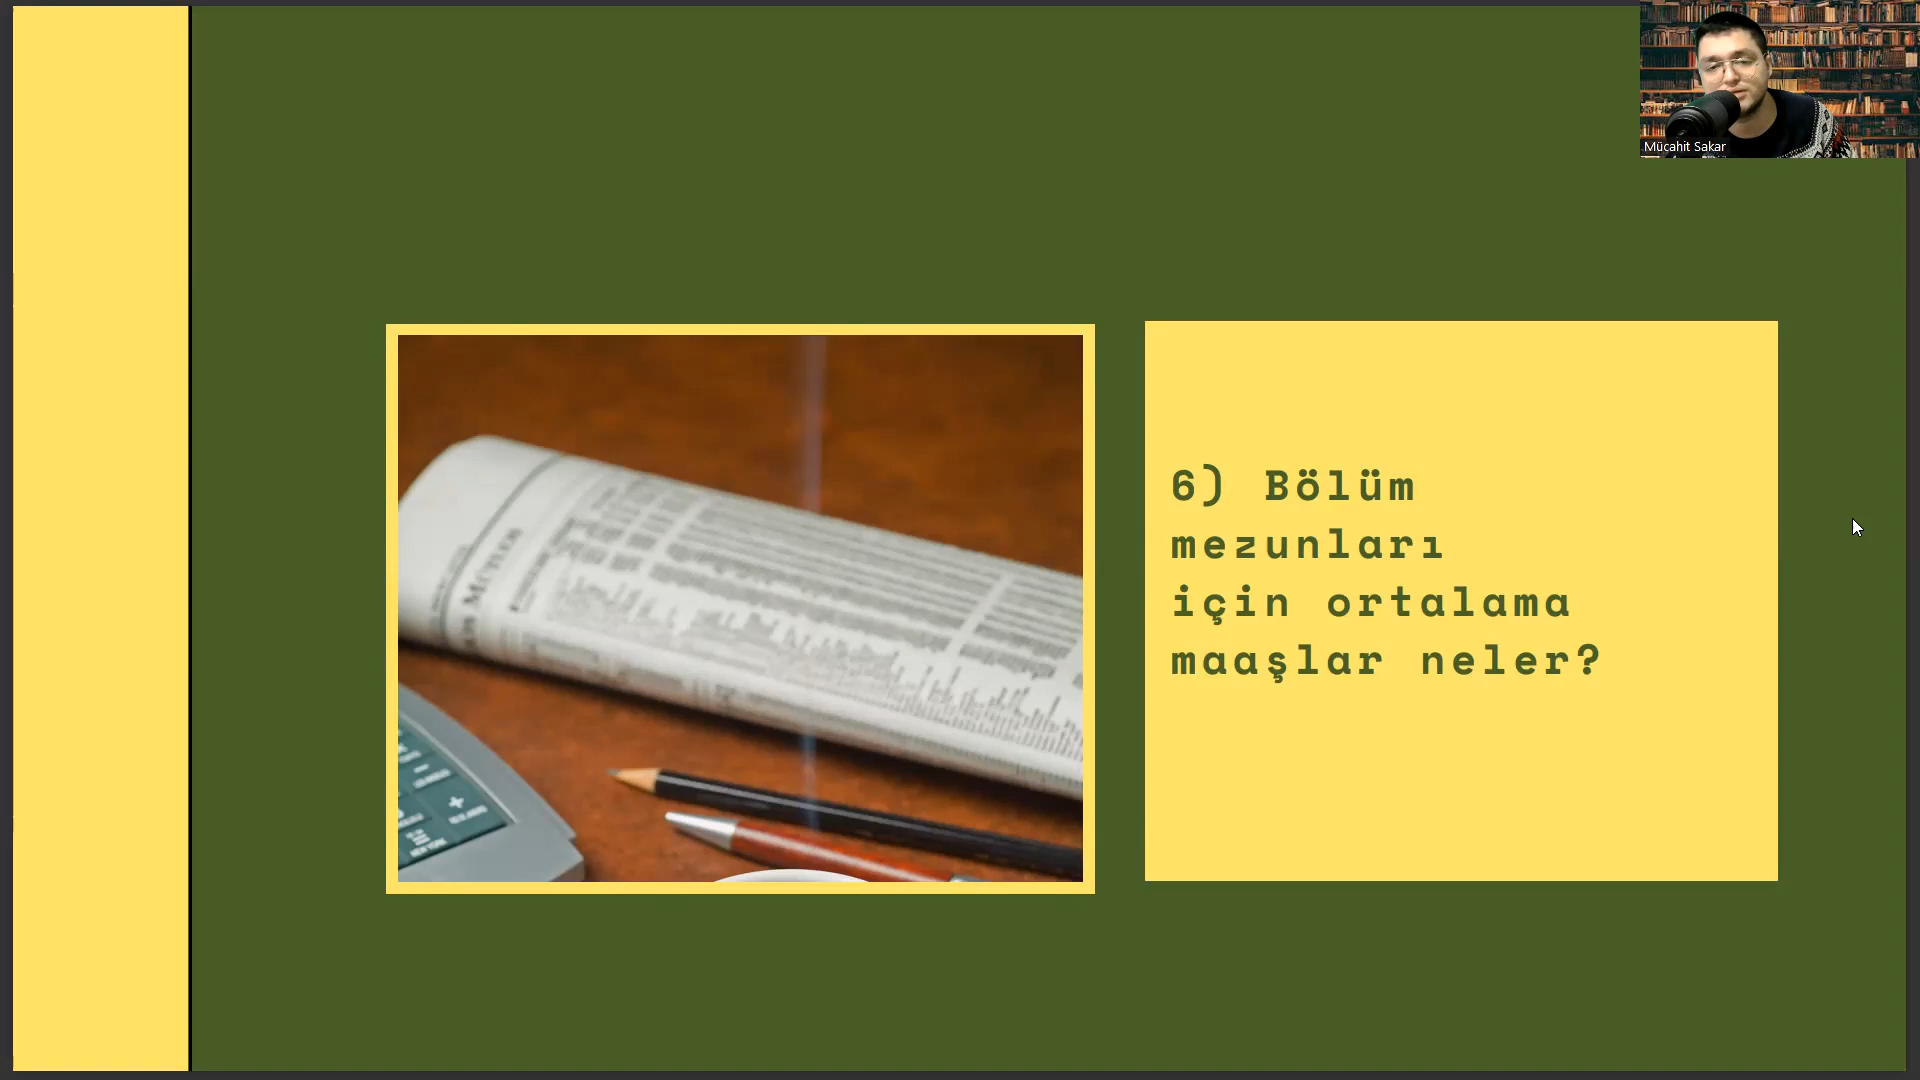 Mücahit Sakar
6) Bölüm
mezunları
için ortalama
maaşlar neler?